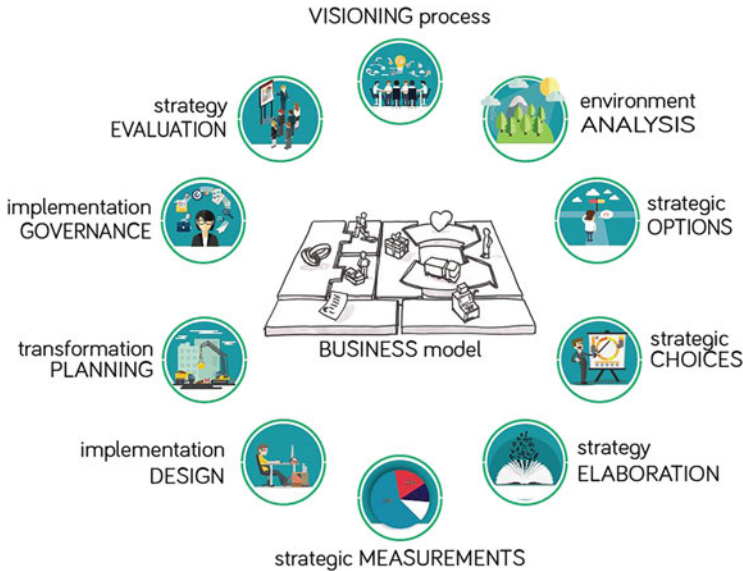 VISIONING process
environment
ANALYSIS
strategic
OPTIONS
strategic
CHOICES
strategy
ELABORATION
strategic MEASUREMENTS
implementation
DESIGN
transformation
PLANNING
implementation
GOVERNANCE
strategy
EVALUATION
BUSINESS model